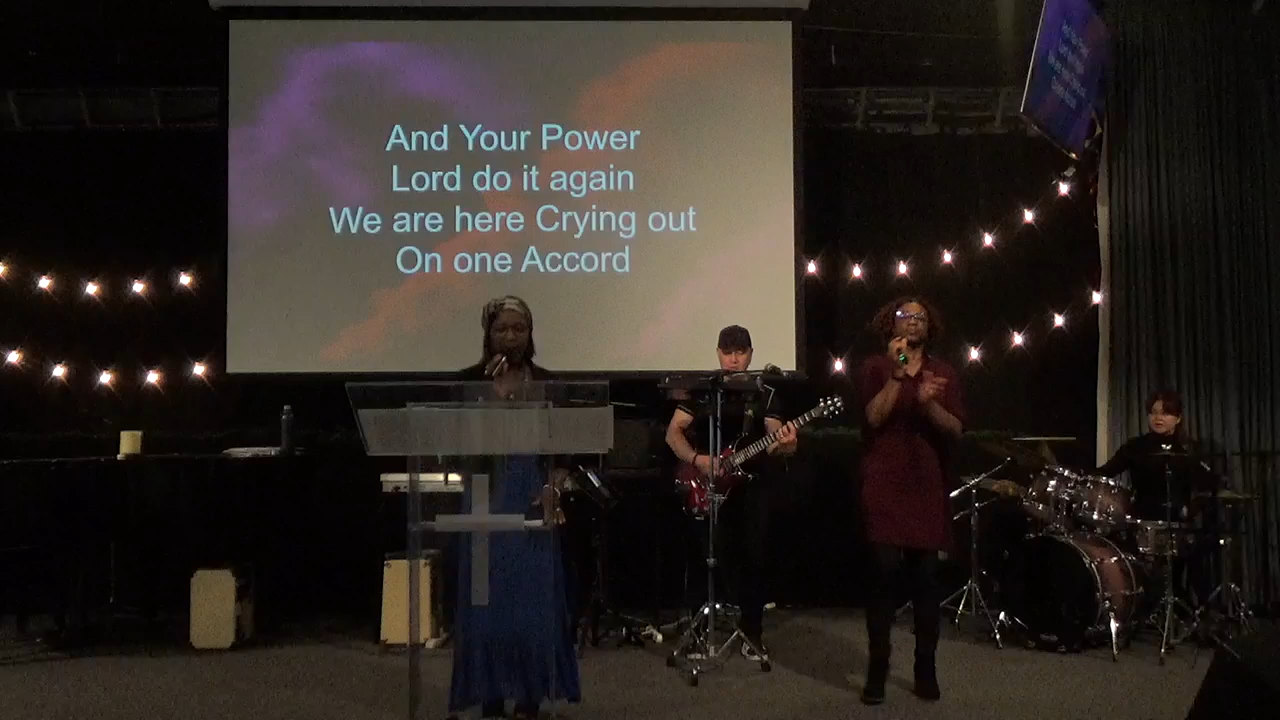 And Your Power
Lord do it again
We are here Crying out
On one Accord